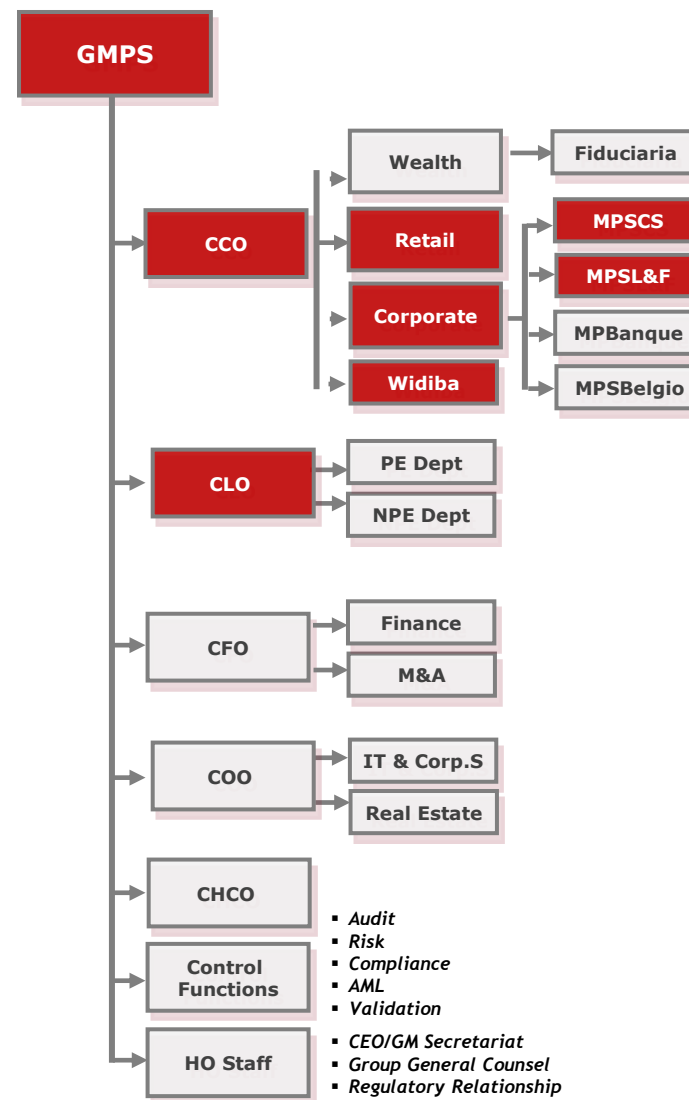 GMPS
Wealth
Fiduciaria
CCO
Retail
MPSCS
MPSL&F
Corporate
MPBanque
Widiba
MPSBelgio
CLO
PE Dept
NPE Dept
CFO
Finance
M&A
COO
IT & Corp.S
Real Estate
CHCO
Control
Functions
▪ Audit
▪ Risk
▪ Compliance
▪ AML
▪ Validation
HO Staff
▪ CEO/GM Secretariat
▪ Group General Counsel
▪ Regulatory Relationship